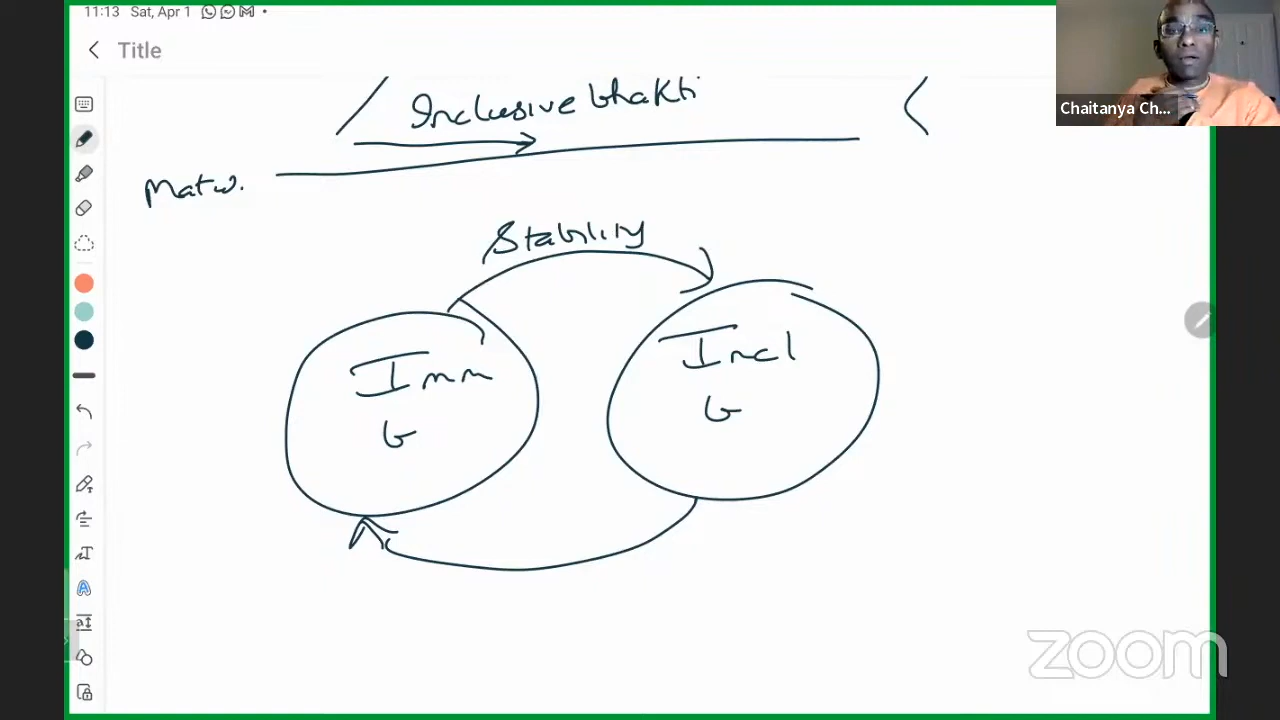 11:13 Sat, Apr 1
Chaitanya Ch...
Title
Inclusive bhakti
Matu.
Stability
Imm
b
Incl
b
zoom